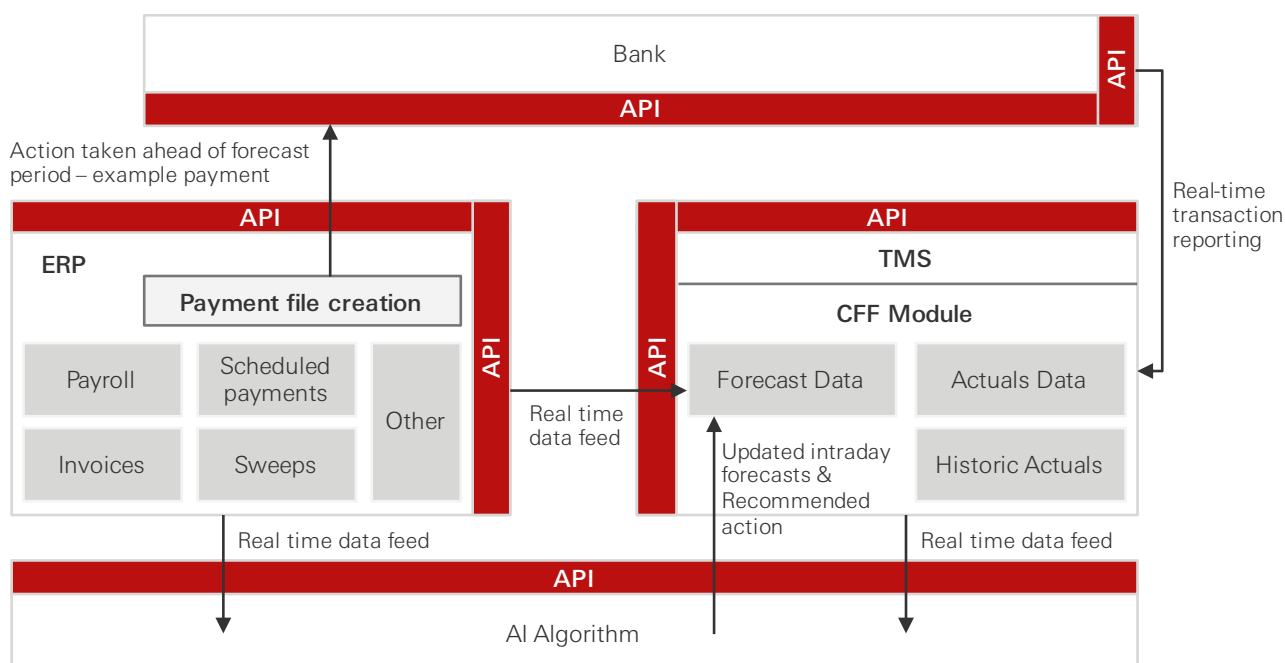 Bank
API
API
Action taken ahead of forecast
period – example payment
Real-time
transaction
reporting
API
ERP
Payment file creation
Payroll
Scheduled
payments
Other
Invoices
Sweeps
API
Real time
data feed
API
API
TMS
CFF Module
Forecast Data
Actuals Data
Historic Actuals
Updated intraday
forecasts &
Recommended
action
Real time data feed
Real time data feed
API
AI Algorithm